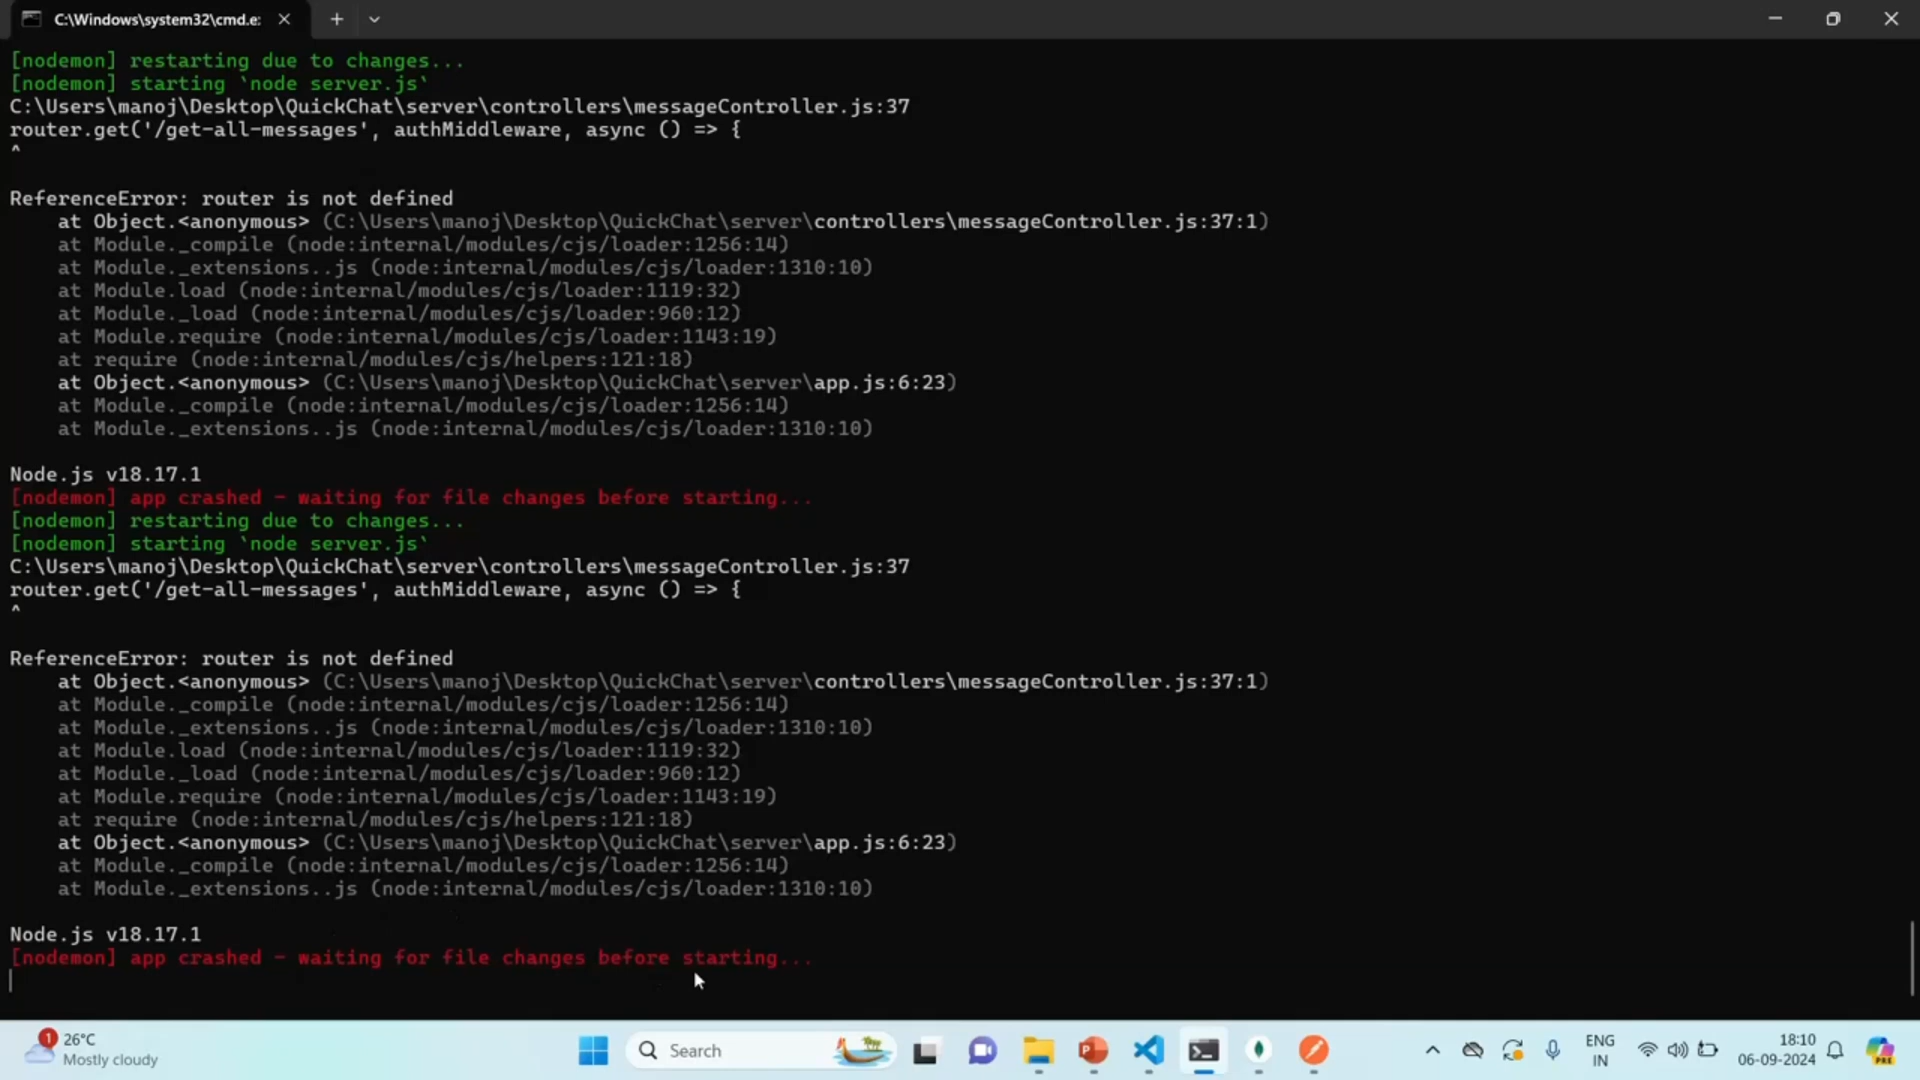 C:\Windows\system32\cmd.e:
[nodemon] restarting due to changes...
[nodemon] starting `node server.js`
C:\Users\manoj\Desktop\QuickChat\server\controllers\messageController.js:37
router.get('/get-all-messages', authMiddleware, async () => {
^
ReferenceError: router is not defined
    at Object.<anonymous> (C:\Users\manoj\Desktop\QuickChat\server\controllers\messageController.js:37:1)
    at Module._compile (node:internal/modules/cjs/loader:1256:14)
    at Module._extensions..js (node:internal/modules/cjs/loader:1310:10)
    at Module.load (node:internal/modules/cjs/loader:1119:32)
    at Module._load (node:internal/modules/cjs/loader:960:12)
    at Module.require (node:internal/modules/cjs/loader:1143:19)
    at require (node:internal/modules/cjs/helpers:121:18)
    at Object.<anonymous> (C:\Users\manoj\Desktop\QuickChat\server\app.js:6:23)
    at Module._compile (node:internal/modules/cjs/loader:1256:14)
    at Module._extensions..js (node:internal/modules/cjs/loader:1310:10)
Node.js v18.17.1
[nodemon] app crashed - waiting for file changes before starting...
[nodemon] restarting due to changes...
[nodemon] starting `node server.js`
C:\Users\manoj\Desktop\QuickChat\server\controllers\messageController.js:37
router.get('/get-all-messages', authMiddleware, async () => {
^
ReferenceError: router is not defined
    at Object.<anonymous> (C:\Users\manoj\Desktop\QuickChat\server\controllers\messageController.js:37:1)
    at Module._compile (node:internal/modules/cjs/loader:1256:14)
    at Module._extensions..js (node:internal/modules/cjs/loader:1310:10)
    at Module.load (node:internal/modules/cjs/loader:1119:32)
    at Module._load (node:internal/modules/cjs/loader:960:12)
    at Module.require (node:internal/modules/cjs/loader:1143:19)
    at require (node:internal/modules/cjs/helpers:121:18)
    at Object.<anonymous> (C:\Users\manoj\Desktop\QuickChat\server\app.js:6:23)
    at Module._compile (node:internal/modules/cjs/loader:1256:14)
    at Module._extensions..js (node:internal/modules/cjs/loader:1310:10)
Node.js v18.17.1
[nodemon] app crashed - waiting for file changes before starting...
1
26°C
Mostly cloudy
Search
ENG
IN
18:10
06-09-2024
PRE